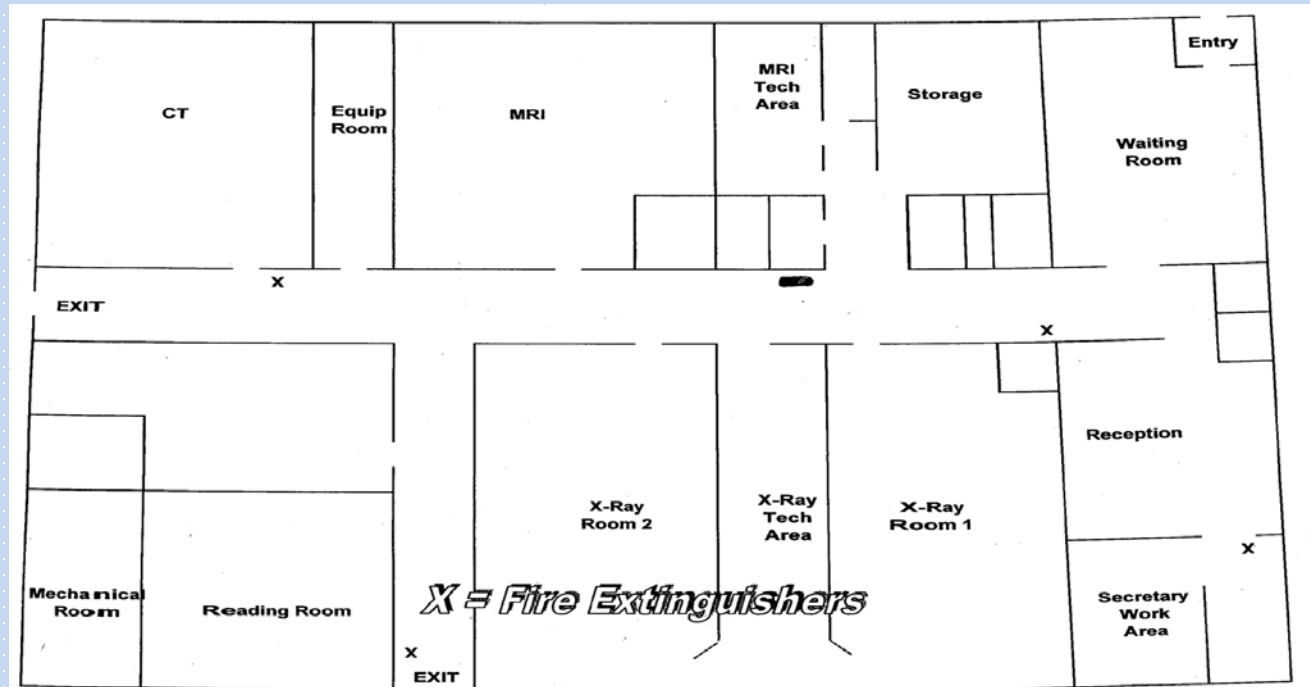 Entry
CT
Equip
Room
MRI
MRI
Tech
Area
Storage
Waiting
Room
X
EXIT
X
Reception
X-Ray
Room 2
X-Ray
Tech
Area
X-Ray
Room 1
X
Mechanical
Room
Reading Room
X = Fire Extinguishers
Secretary
Work
Area
X
EXIT